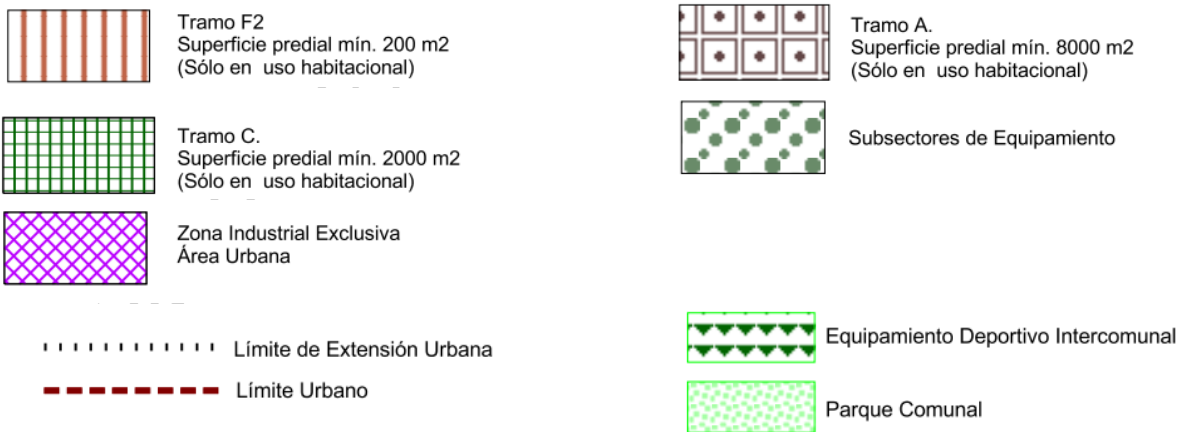 Tramo F2
Superficie predial mín. 200 m2
(Sólo en uso habitacional)
Tramo C.
Superficie predial mín. 2000 m2
(Sólo en uso habitacional)
Zona Industrial Exclusiva
Área Urbana
Límite de Extensión Urbana
Límite Urbano
Tramo A.
Superficie predial mín. 8000 m2
(Sólo en uso habitacional)
Subsectores de Equipamiento
Equipamiento Deportivo Intercomunal
Parque Comunal